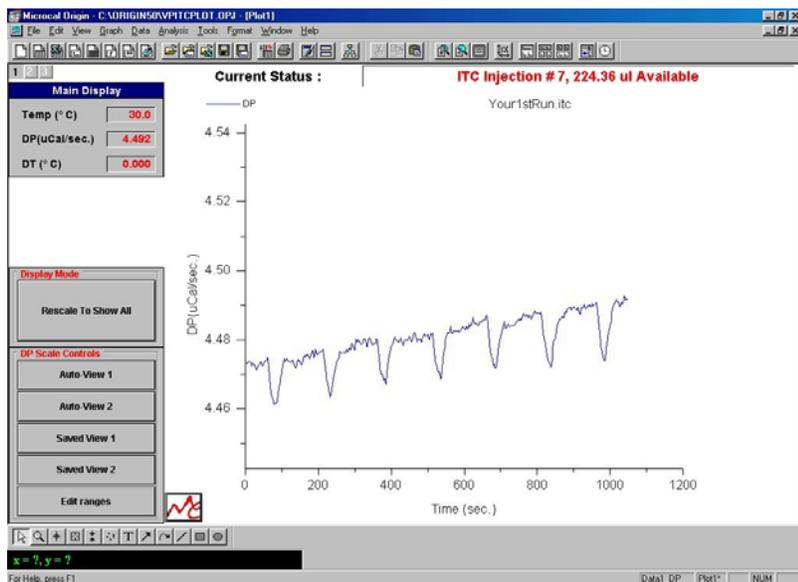 Microcal Origin - C:\ORIGIN50\VPITCPLOT.OPJ - [Plot1]
File Edit View Graph Data Analysis Tools Format Window Help
1 2 3
Current Status : ITC Injection # 7, 224.36 ul Available
Main Display
Temp (° C) 30.0
DP(uCal/sec.) 4.492
DT (° C) 0.000
DP
Your1stRun.itc
4.54
4.52
4.50
4.48
4.46
DP(uCal/sec.)
0 200 400 600 800 1000 1200
Time (sec.)
Display Mode
Rescale To Show All
DP Scale Controls
Auto-View 1
Auto-View 2
Saved View 1
Saved View 2
Edit ranges
T
x = ?, y = ?
For Help, press F1
Data1_DP Plot1* NUM